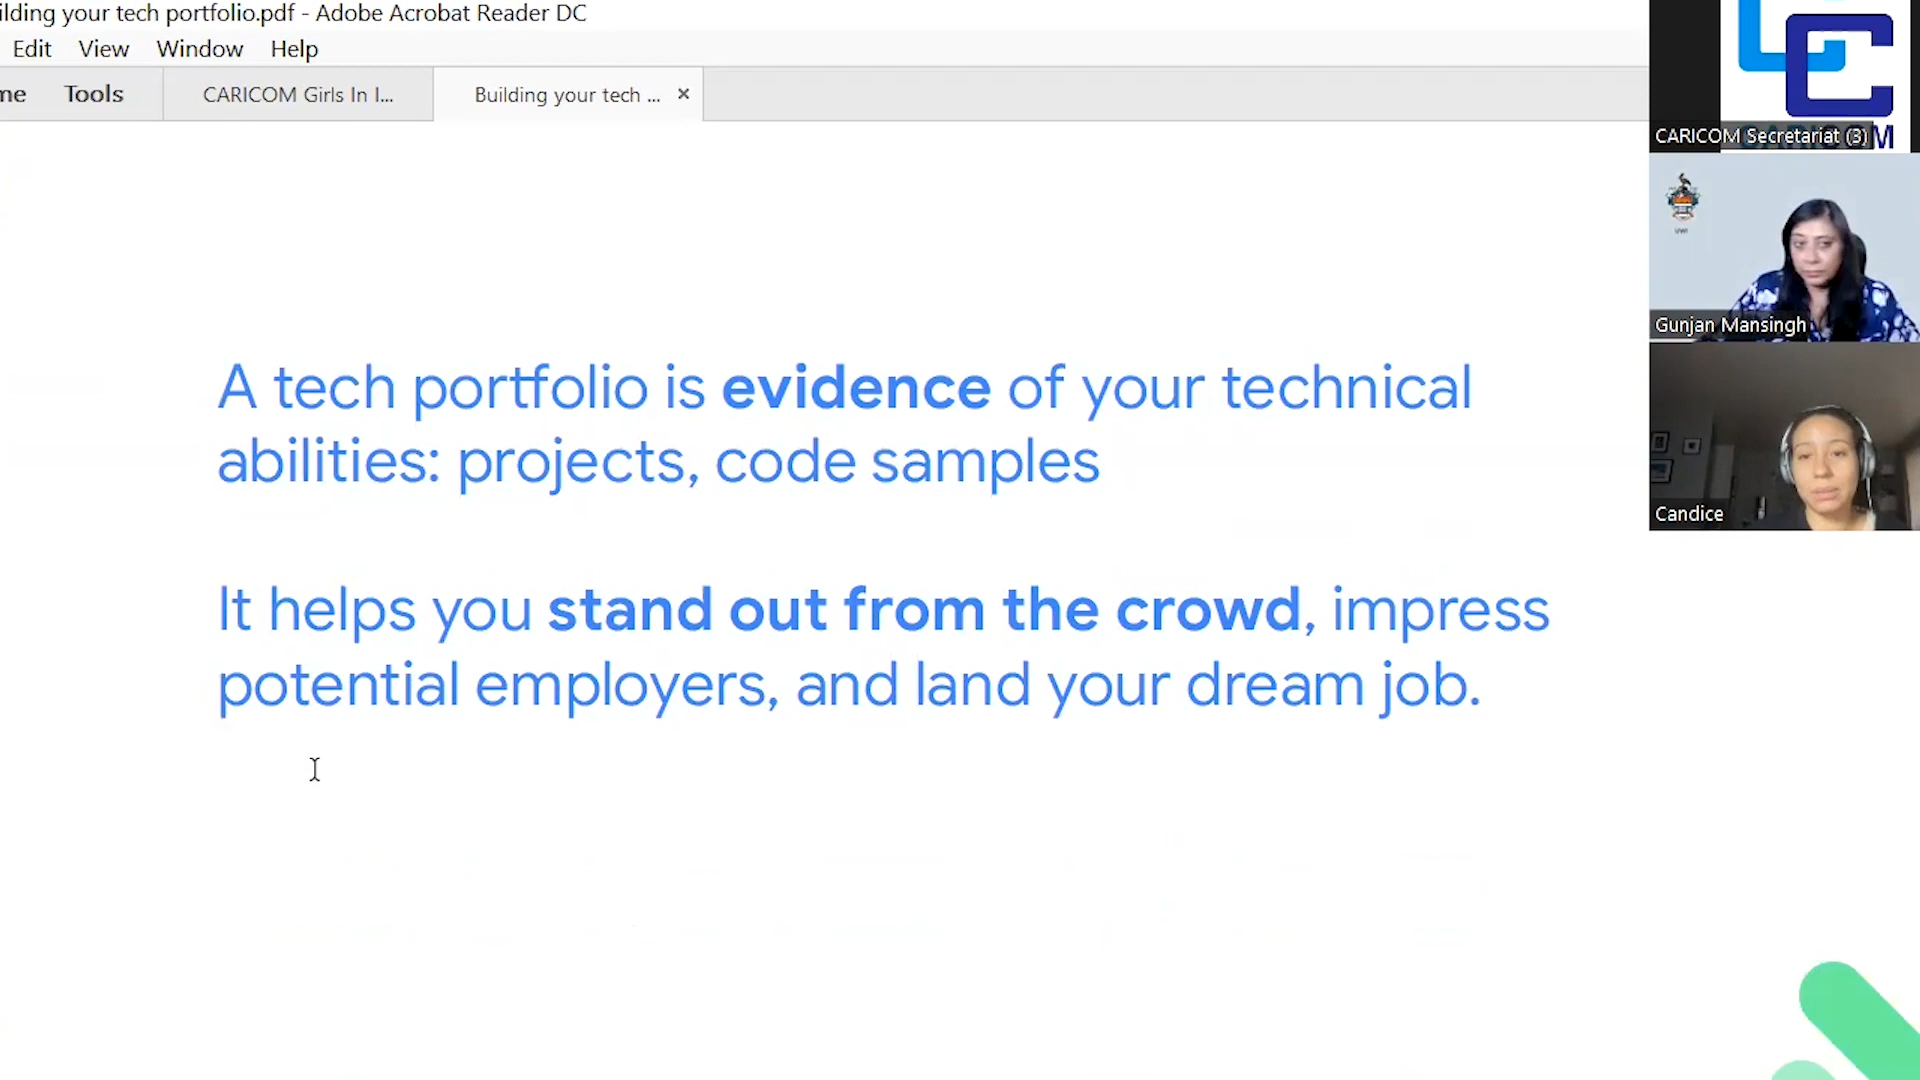 ilding your tech portfolio.pdf - Adobe Acrobat Reader DC
Edit View Window Help
me Tools CARICOM Girls In I... Building your tech ... ×
CARICOM Secretariat (3)
UWI
Gunjan Mansingh
Candice
A tech portfolio is evidence of your technical
abilities: projects, code samples
It helps you stand out from the crowd, impress
potential employers, and land your dream job.